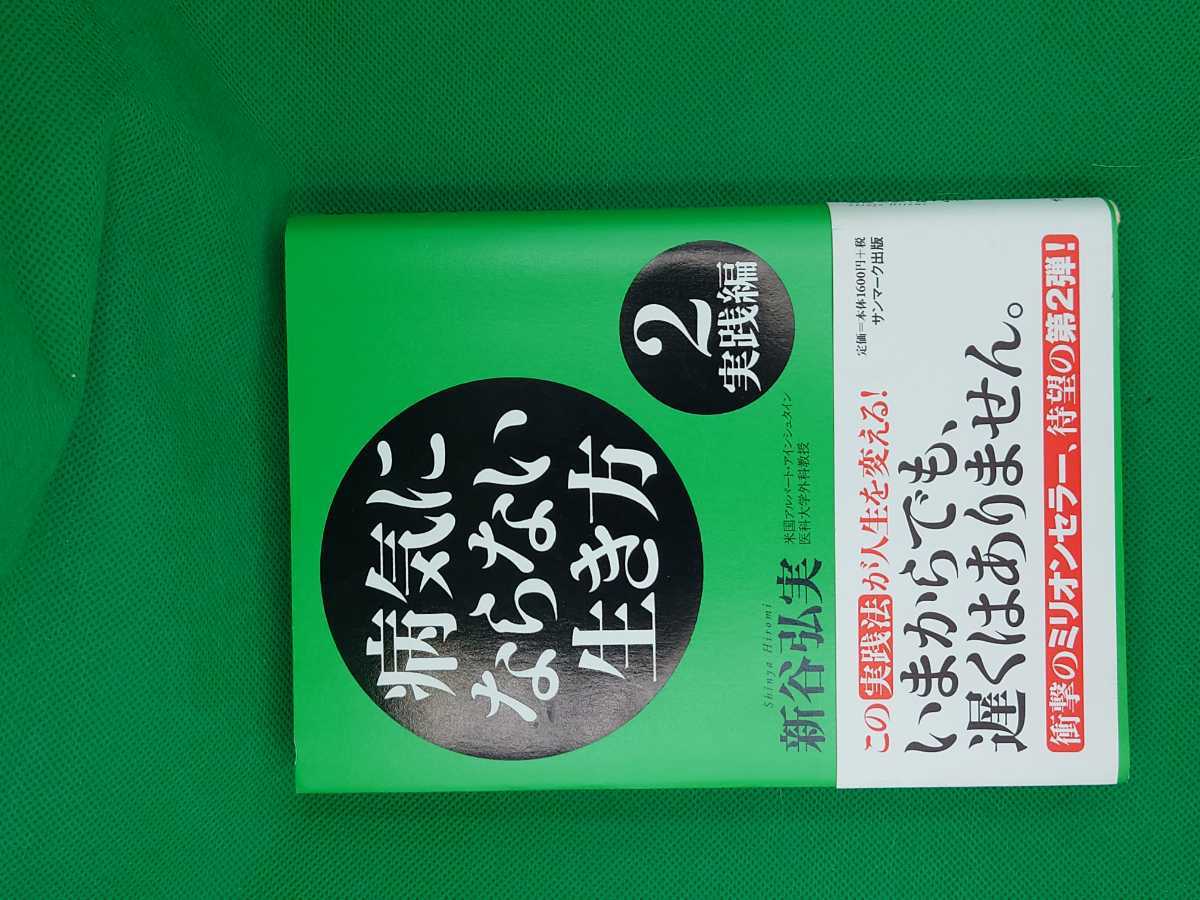 病気に
ならない
生き方
2
実践編
Shinya Hiromi
新谷弘実
米国アルバート・アインシュタイン
医科大学外科教授
この実践法が人生を変える!
定価=本体1600円+税
サンマーク出版
いまからでも、
遅くはありません。
衝撃のミリオンセラー、待望の第2弾!